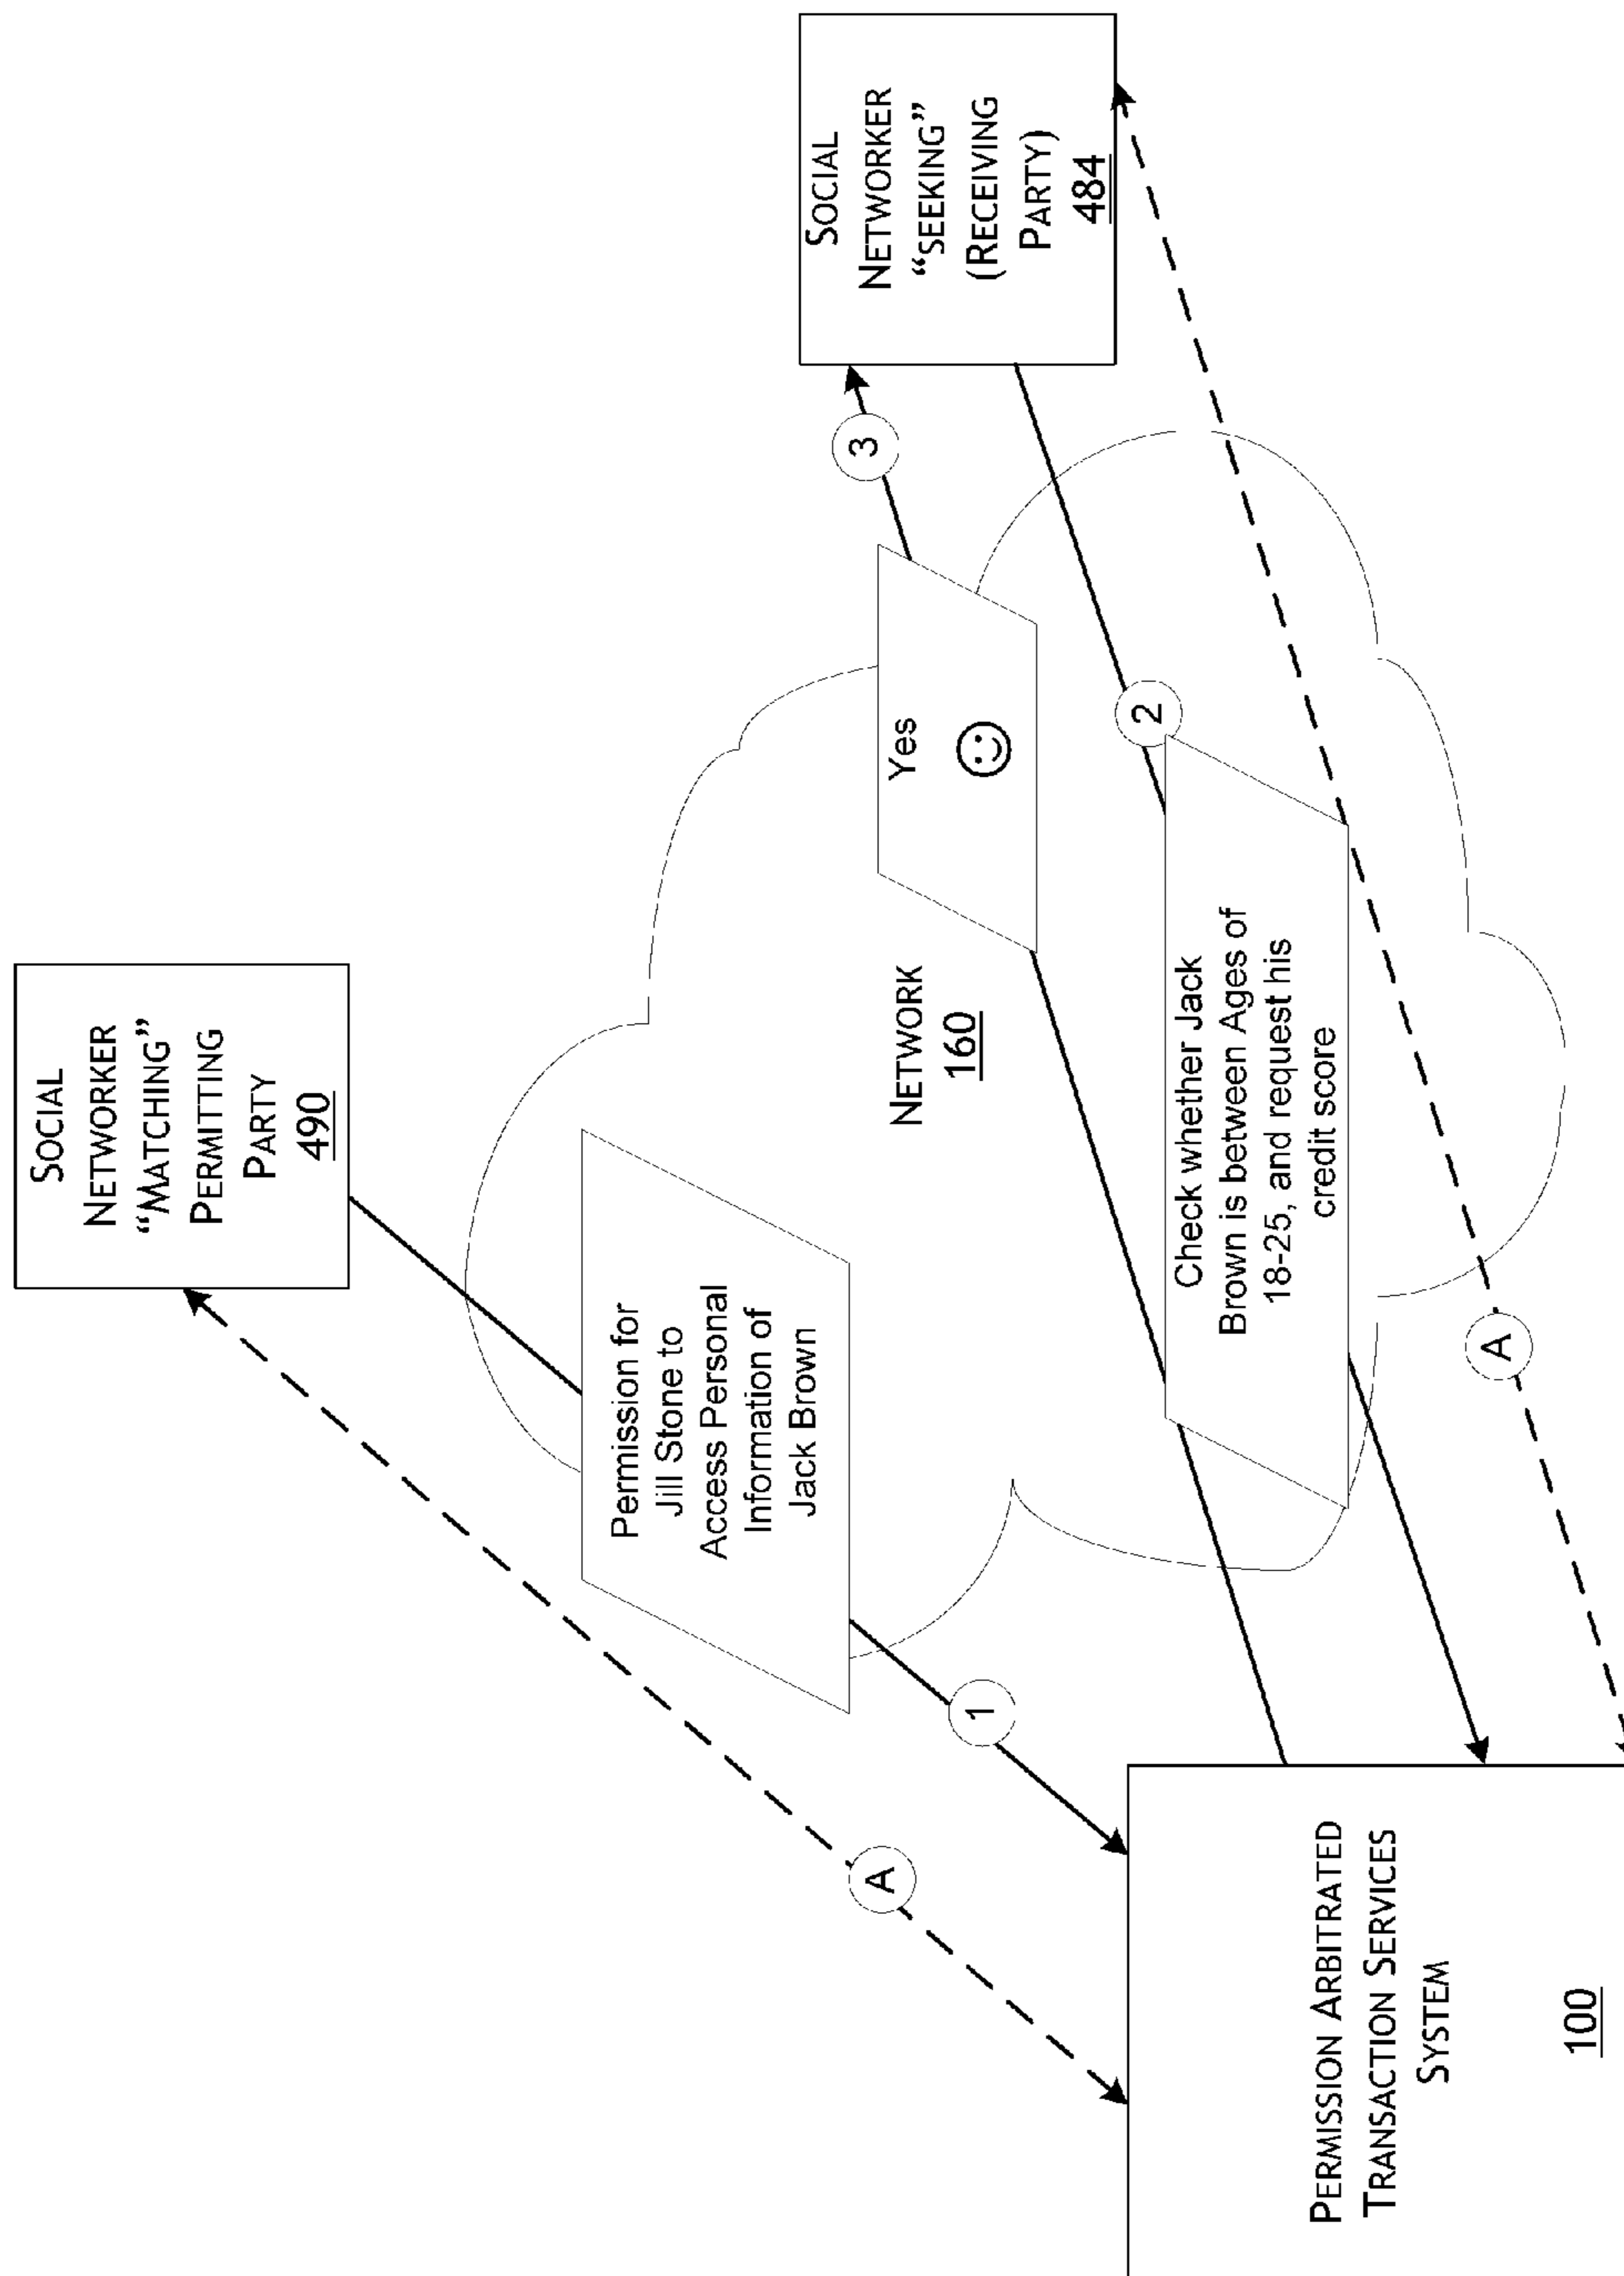 SOCIAL
NETWORKER
“MATCHING”
PERMITTING
PARTY
490
SOCIAL
NETWORKER
“SEEKING”
(RECEIVING
PARTY)
484
Permission for
Jill Stone to
Access Personal
Information of
Jack Brown
NETWORK
160
Yes
3
2
Check whether Jack
Brown is between Ages of
18-25, and request his
credit score
1
A
A
PERMISSION ARBITRATED
TRANSACTION SERVICES
SYSTEM
100